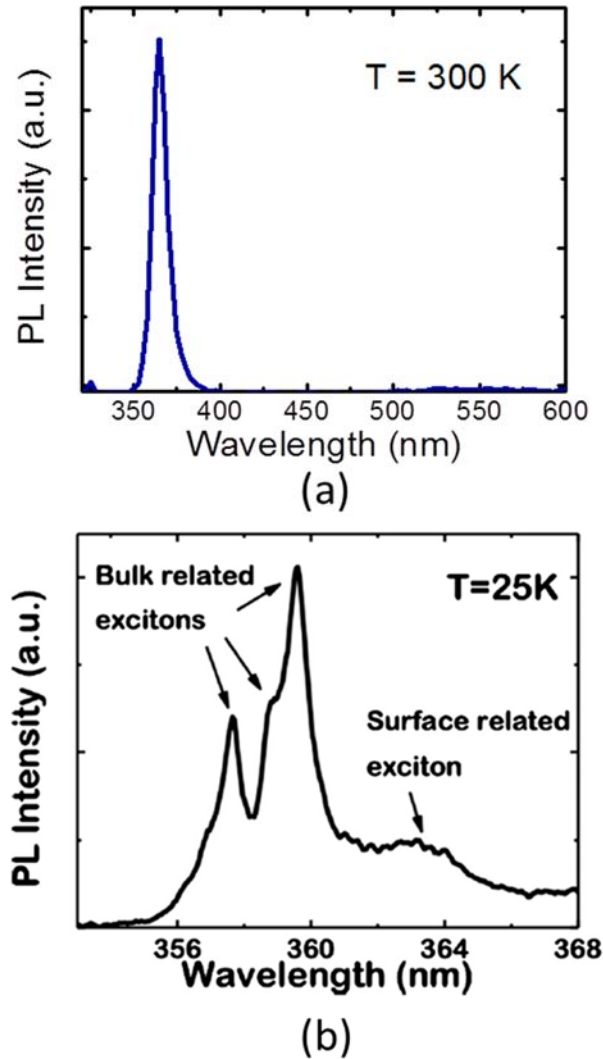 PL Intensity (a.u.)
T = 300 K
350 400 450 500 550 600
Wavelength (nm)
(a)
PL Intensity (a.u.)
Bulk related
excitons
T=25K
Surface related
exciton
356 360 364 368
Wavelength (nm)
(b)